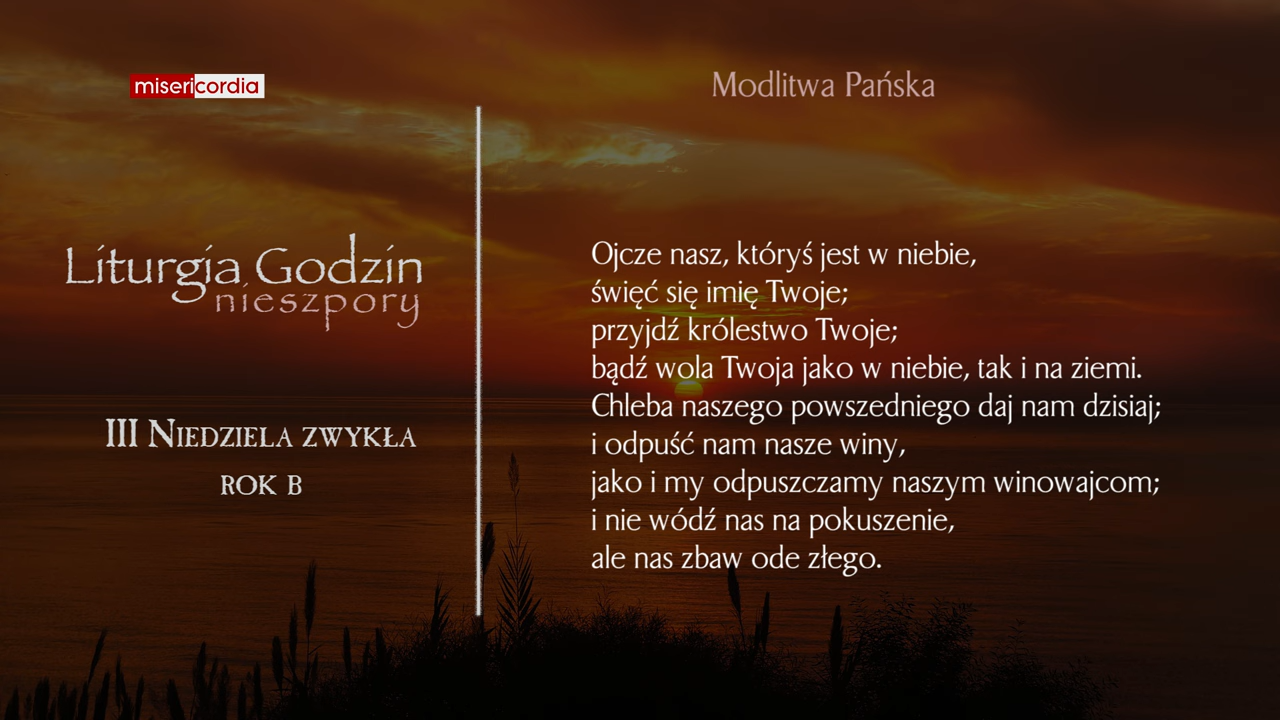 misericordia
Liturgia Godzin
nieszpory
III Niedziela zwykła
rok B
Modlitwa Pańska
Ojcze nasz, któryś jest w niebie,
święć się imię Twoje;
przyjdź królestwo Twoje;
bądź wola Twoja jako w niebie, tak i na ziemi.
Chleba naszego powszedniego daj nam dzisiaj;
i odpuść nam nasze winy,
jako i my odpuszczamy naszym winowajcom;
i nie wódź nas na pokuszenie,
ale nas zbaw ode złego.